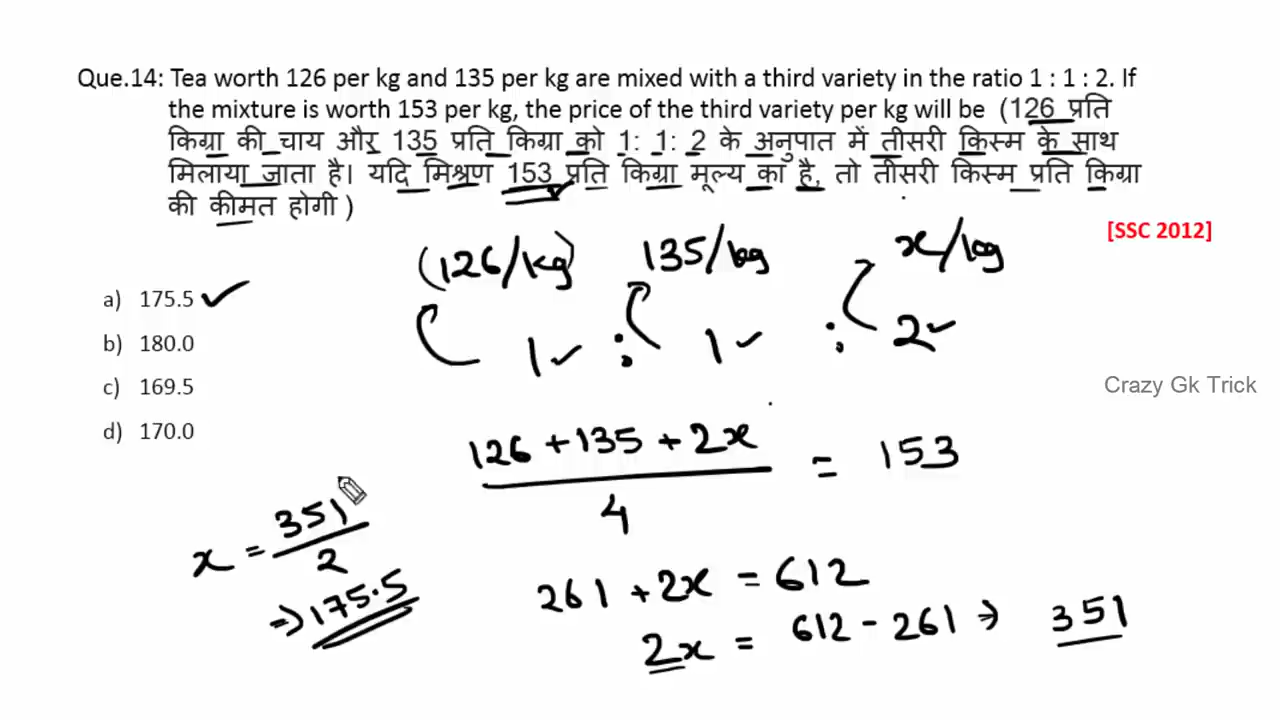 Que.14: Tea worth 126 per kg and 135 per kg are mixed with a third variety in the ratio 1 : 1 : 2. If
the mixture is worth 153 per kg, the price of the third variety per kg will be (126 प्रति
किग्रा की चाय और 135 प्रति किग्रा को 1: 1: 2 के अनुपात में तीसरी किस्म के साथ
मिलाया जाता है। यदि मिश्रण 153 प्रति किग्रा मूल्य का है, तो तीसरी किस्म प्रति किग्रा
की कीमत होगी )
[SSC 2012]
(126/kg) 135/kg x/kg
a) 175.5 ✓
1✓ : 1✓ : 2✓
b) 180.0
c) 169.5
Crazy Gk Trick
d) 170.0
126 + 135 + 2x = 153
4
x = 351
2
⇒ 175.5
261 + 2x = 612
2x = 612 - 261 ⇒ 351